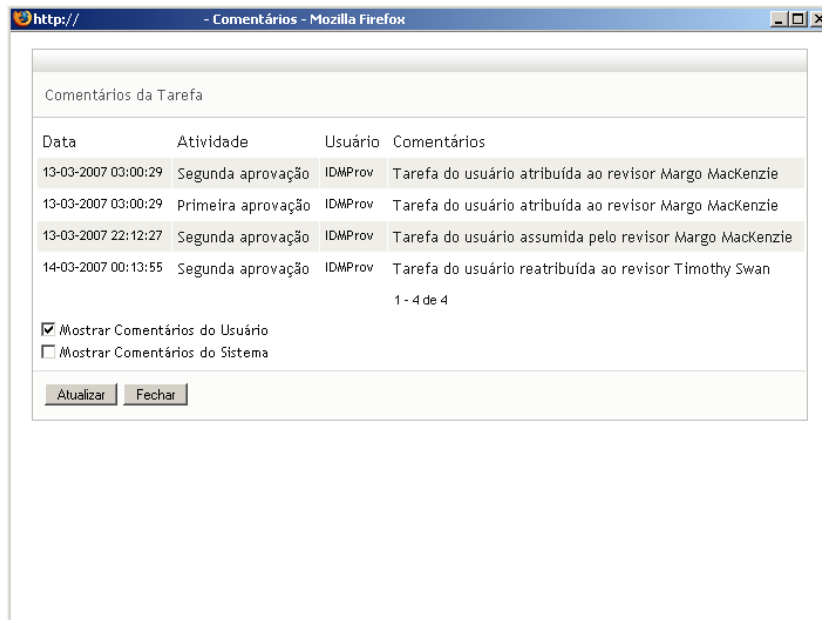 http:// - Comentários - Mozilla Firefox
Comentários da Tarefa
Data Atividade Usuário Comentários
13-03-2007 03:00:29 Segunda aprovação IDMProv Tarefa do usuário atribuída ao revisor Margo MacKenzie
13-03-2007 03:00:29 Primeira aprovação IDMProv Tarefa do usuário atribuída ao revisor Margo MacKenzie
13-03-2007 22:12:27 Segunda aprovação IDMProv Tarefa do usuário assumida pelo revisor Margo MacKenzie
14-03-2007 00:13:55 Segunda aprovação IDMProv Tarefa do usuário reatribuída ao revisor Timothy Swan
1 - 4 de 4
Mostrar Comentários do Usuário
Mostrar Comentários do Sistema
Atualizar Fechar